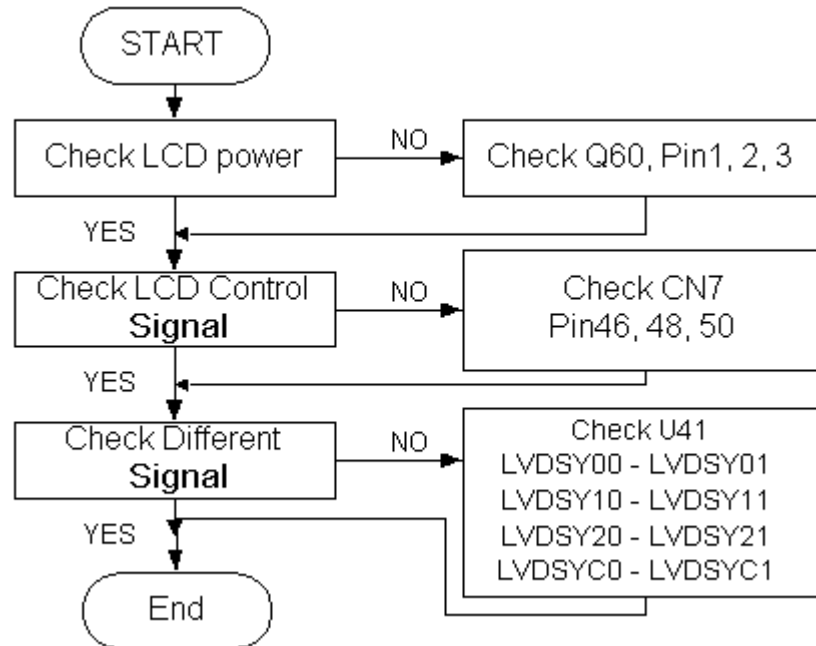 START
Check LCD power
NO
Check Q60, Pin1, 2, 3
YES
Check LCD Control
Signal
NO
Check CN7
Pin46, 48, 50
YES
Check Different
Signal
NO
Check U41
LVDSY00 - LVDSY01
LVDSY10 - LVDSY11
LVDSY20 - LVDSY21
LVDSYC0 - LVDSYC1
YES
End